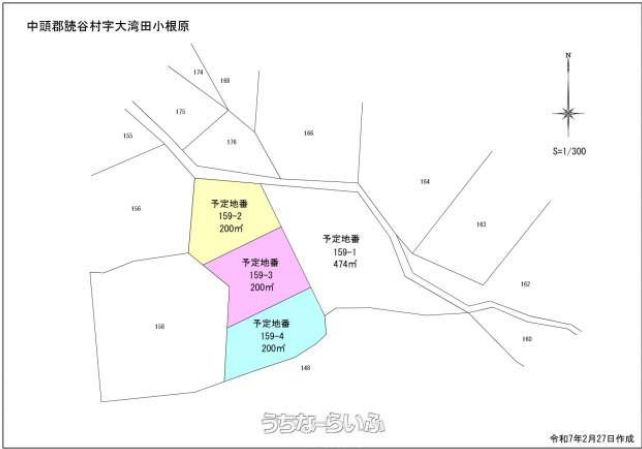 中頭郡読谷村字大湾田小根原
N
S=1/300
174
168
175
166
155
176
164
156
予定地番
159-2
200㎡
予定地番
159-1
474㎡
163
予定地番
159-3
200㎡
162
158
予定地番
159-4
200㎡
160
148
うちなーらいふ
令和7年2月27日作成